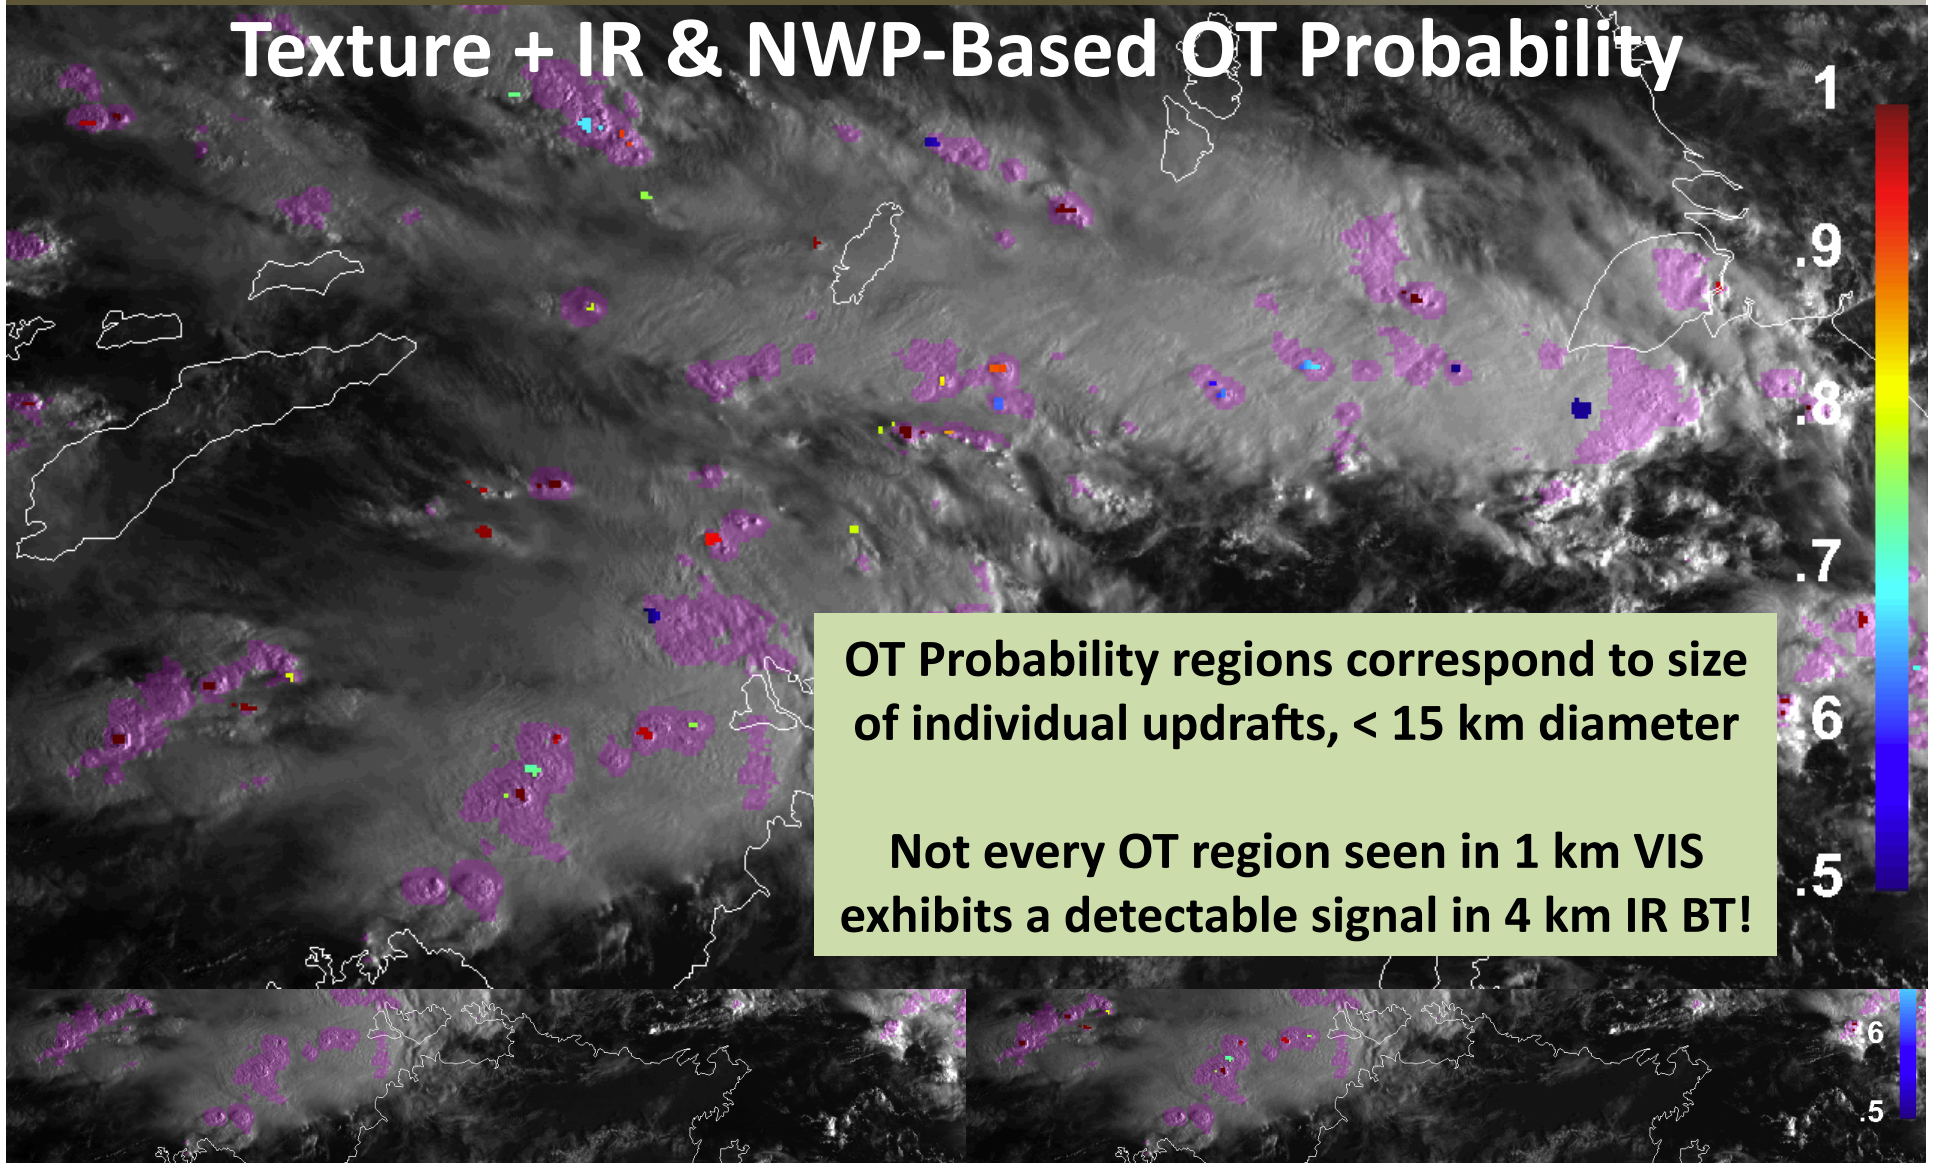 Texture + IR & NWP-Based OT Probability
1
.9
.8
.7
.6
.5
OT Probability regions correspond to size
of individual updrafts, < 15 km diameter
Not every OT region seen in 1 km VIS
exhibits a detectable signal in 4 km IR BT!
.6
.5